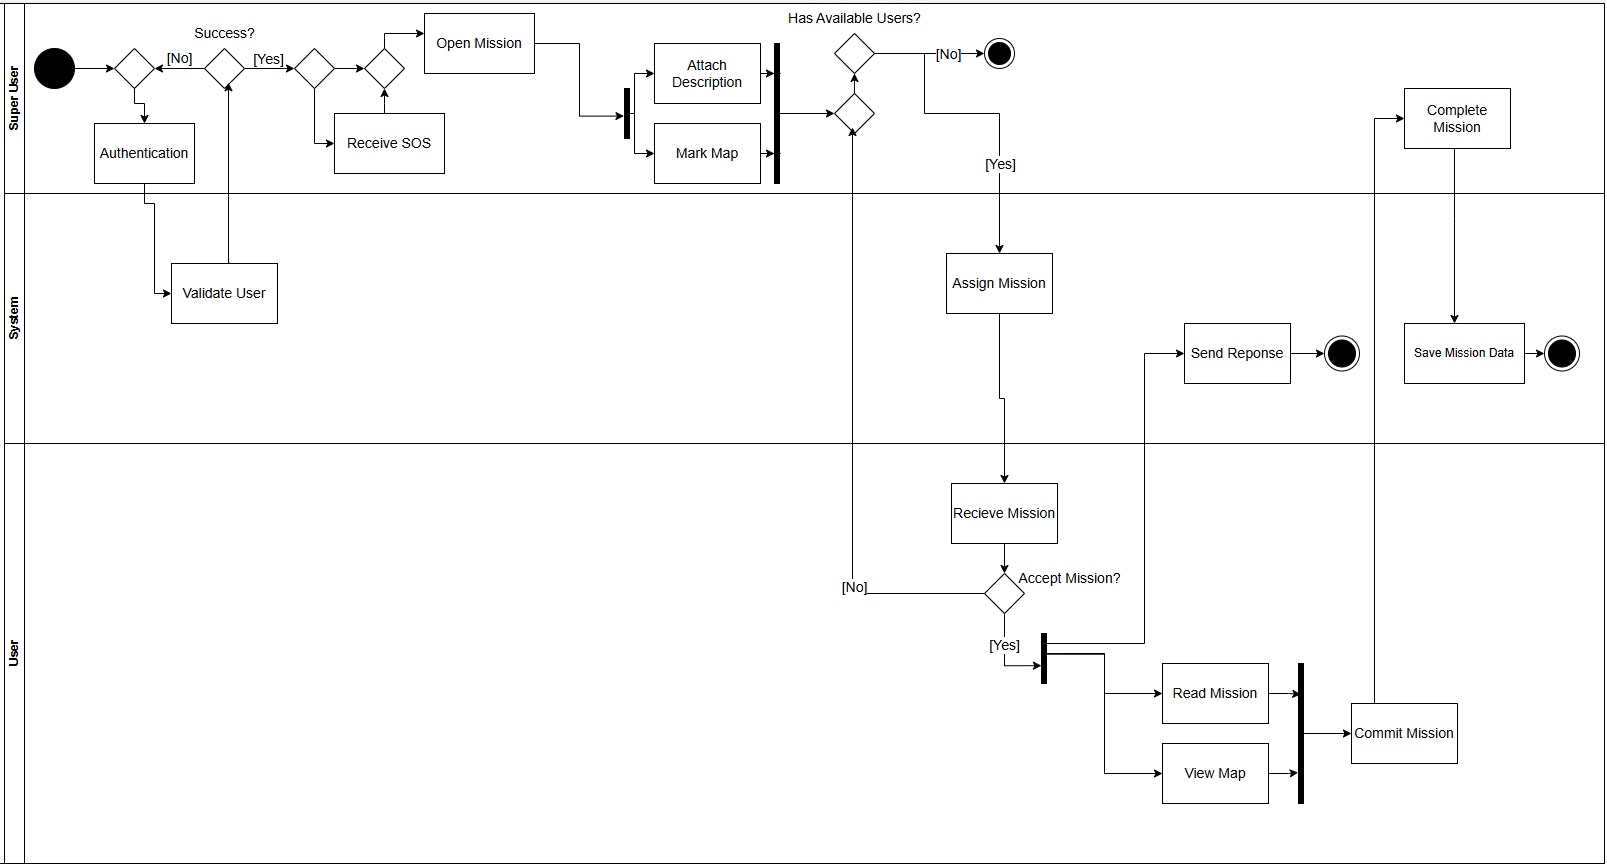 Super User
Success?
[No]
[Yes]
Authentication
Receive SOS
Open Mission
Attach
Description
Mark Map
Has Available Users?
[No]
[Yes]
Complete
Mission
System
Validate User
Assign Mission
Send Reponse
Save Mission Data
User
Recieve Mission
Accept Mission?
[No]
[Yes]
Read Mission
View Map
Commit Mission